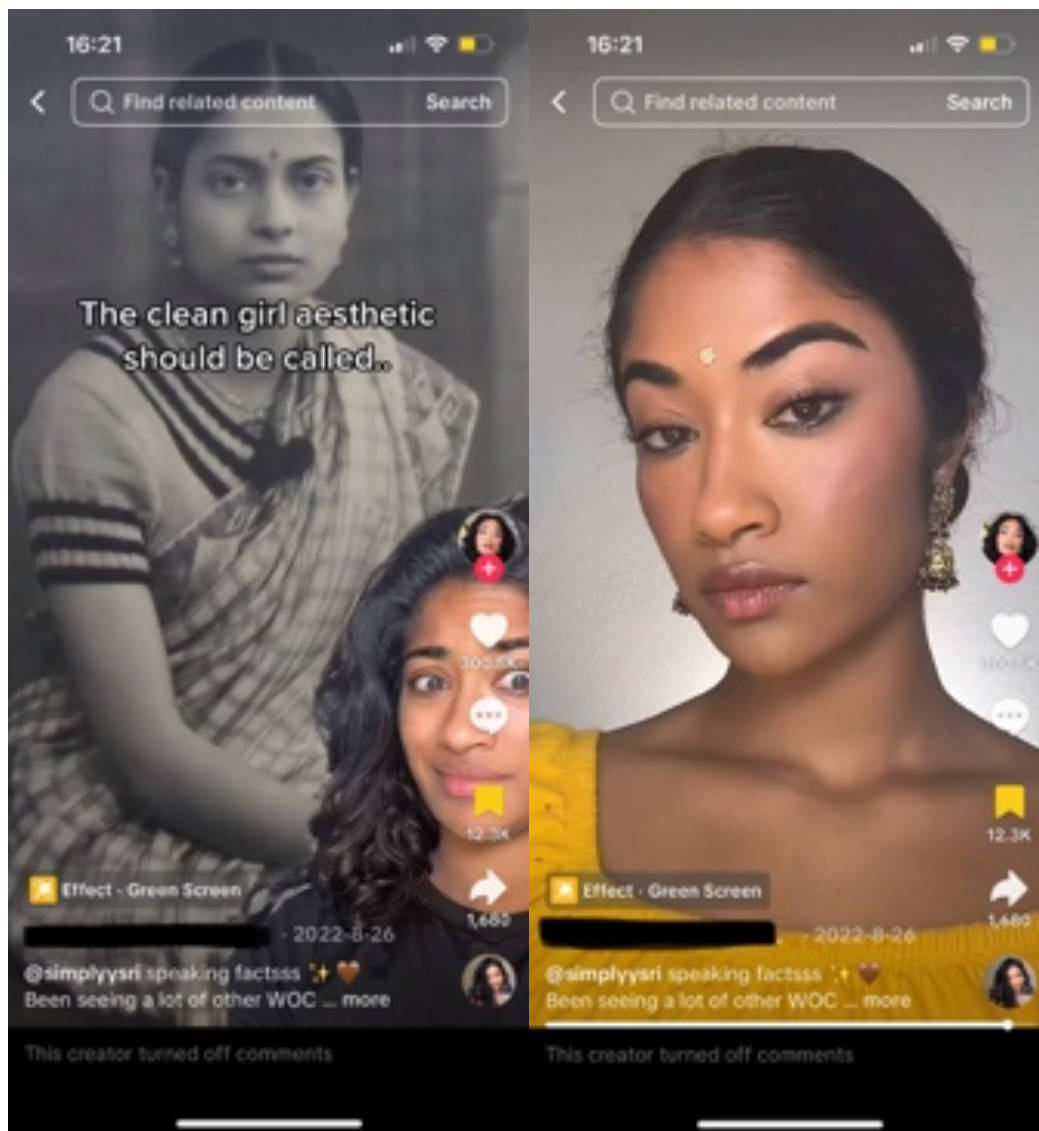 16:21
Find related content
Search
The clean girl aesthetic
should be called..
12.3K
Effect · Green Screen
1,680
· 2022-8-26
@simplyysri speaking factsss ✨🤎
Been seeing a lot of other WOC ... more
This creator turned off comments
16:21
Find related content
Search
12.3K
Effect · Green Screen
1,680
· 2022-8-26
@simplyysri speaking factsss ✨🤎
Been seeing a lot of other WOC ... more
This creator turned off comments